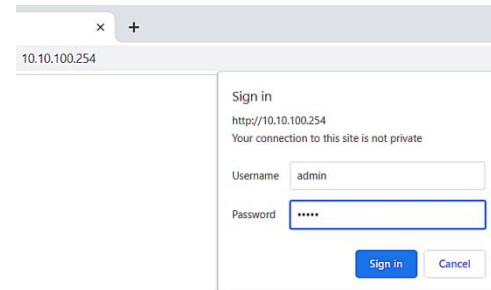 × +
10.10.100.254
Sign in
http://10.10.100.254
Your connection to this site is not private
Username admin
Password •••••
Sign in Cancel